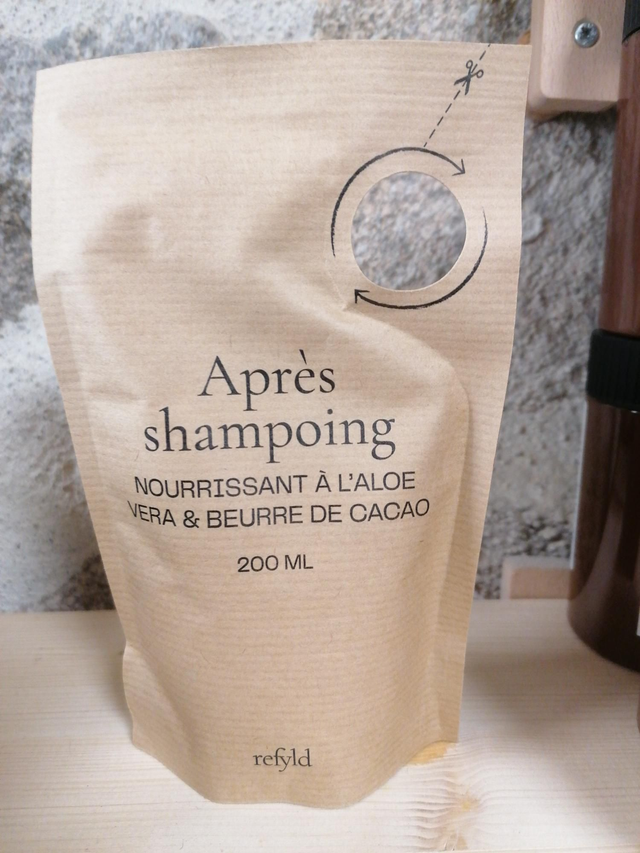 Après
shampoing
NOURRISSANT À L'ALOE
VERA & BEURRE DE CACAO
200 ML
refyld